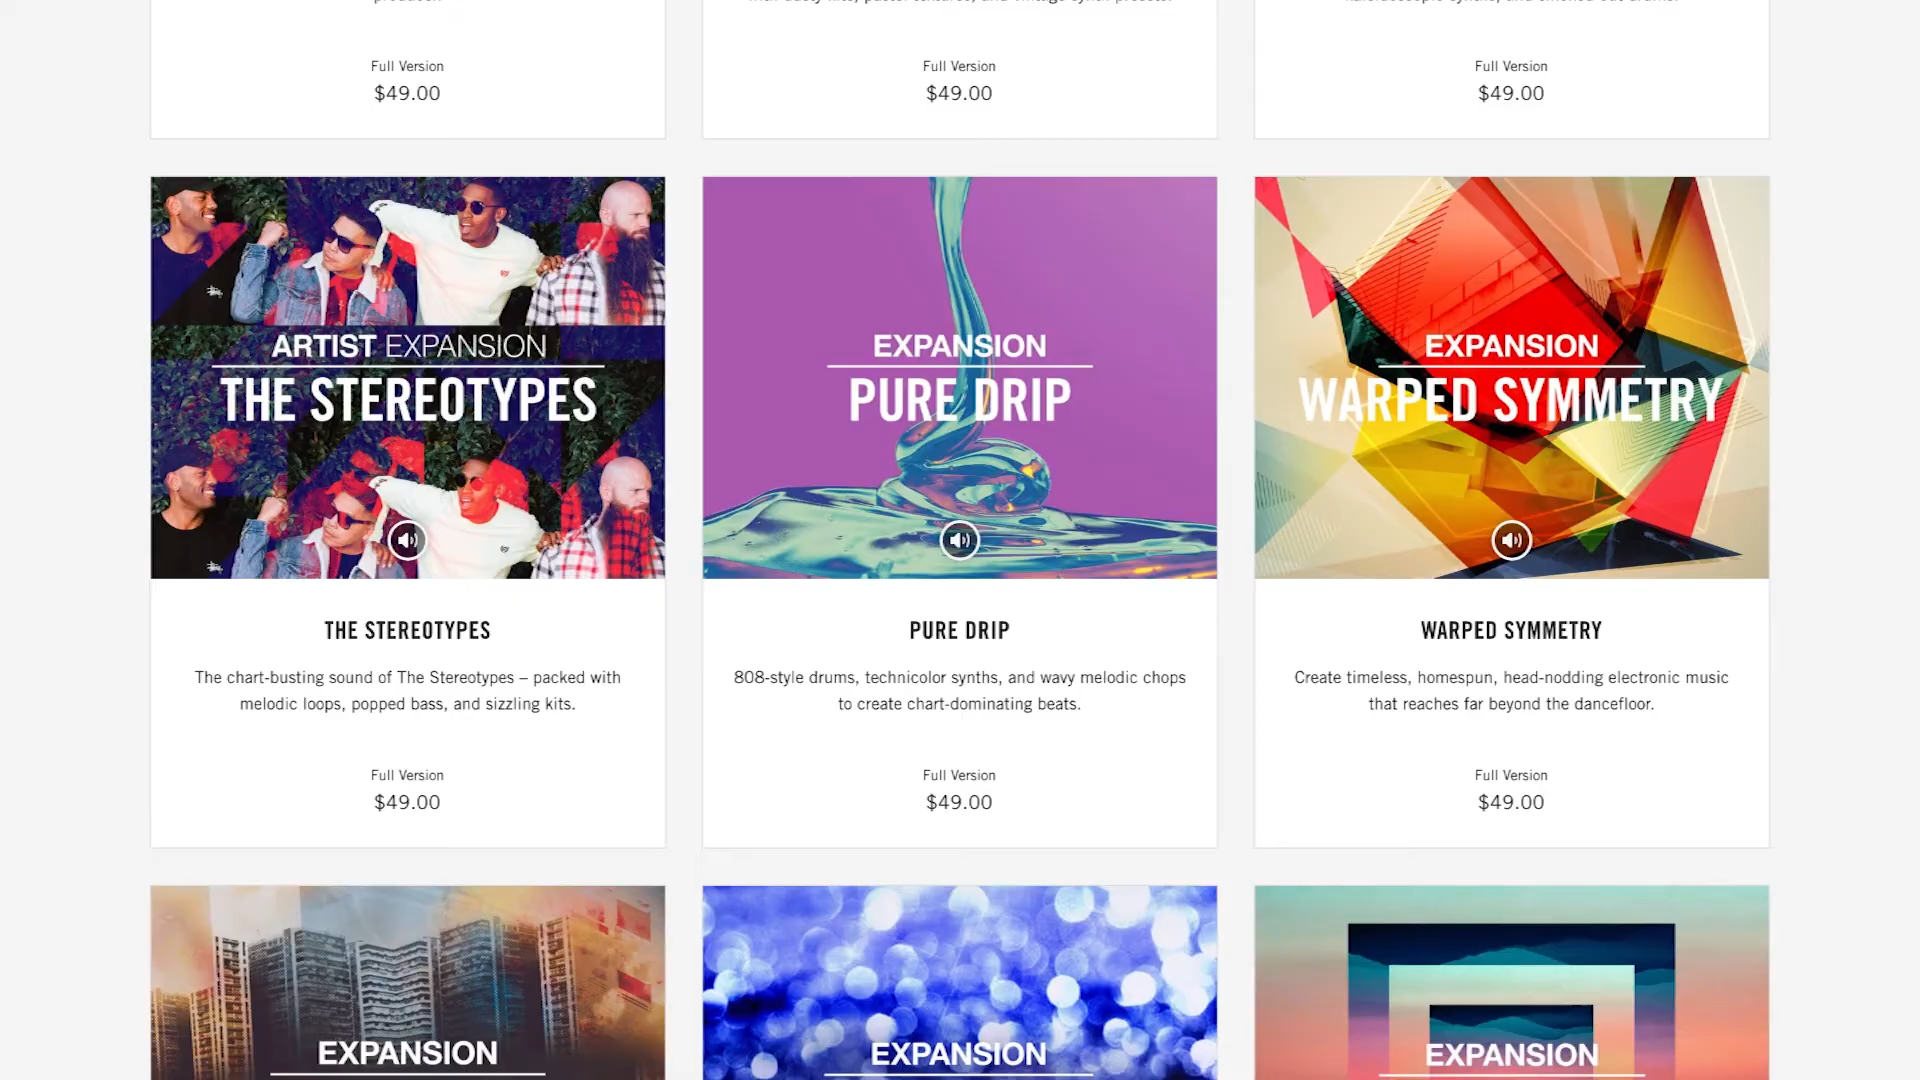 Full Version
$49.00
Full Version
$49.00
Full Version
$49.00
ARTIST EXPANSION
THE STEREOTYPES
THE STEREOTYPES
The chart-busting sound of The Stereotypes – packed with
melodic loops, popped bass, and sizzling kits.
Full Version
$49.00
EXPANSION
PURE DRIP
PURE DRIP
808-style drums, technicolor synths, and wavy melodic chops
to create chart-dominating beats.
Full Version
$49.00
EXPANSION
WARPED SYMMETRY
WARPED SYMMETRY
Create timeless, homespun, head-nodding electronic music
that reaches far beyond the dancefloor.
Full Version
$49.00
EXPANSION
EXPANSION
EXPANSION